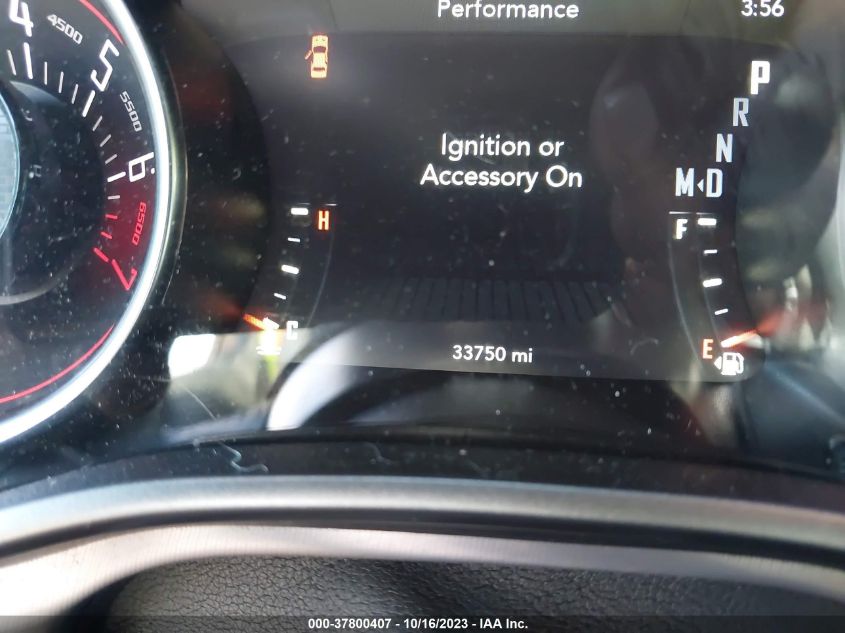 Performance
3:56
4
4500
5
5500
6
6500
7
P
R
N
M D
Ignition or
Accessory On
H
F
C
E
33750 mi
000-37800407 - 10/16/2023 - IAA Inc.